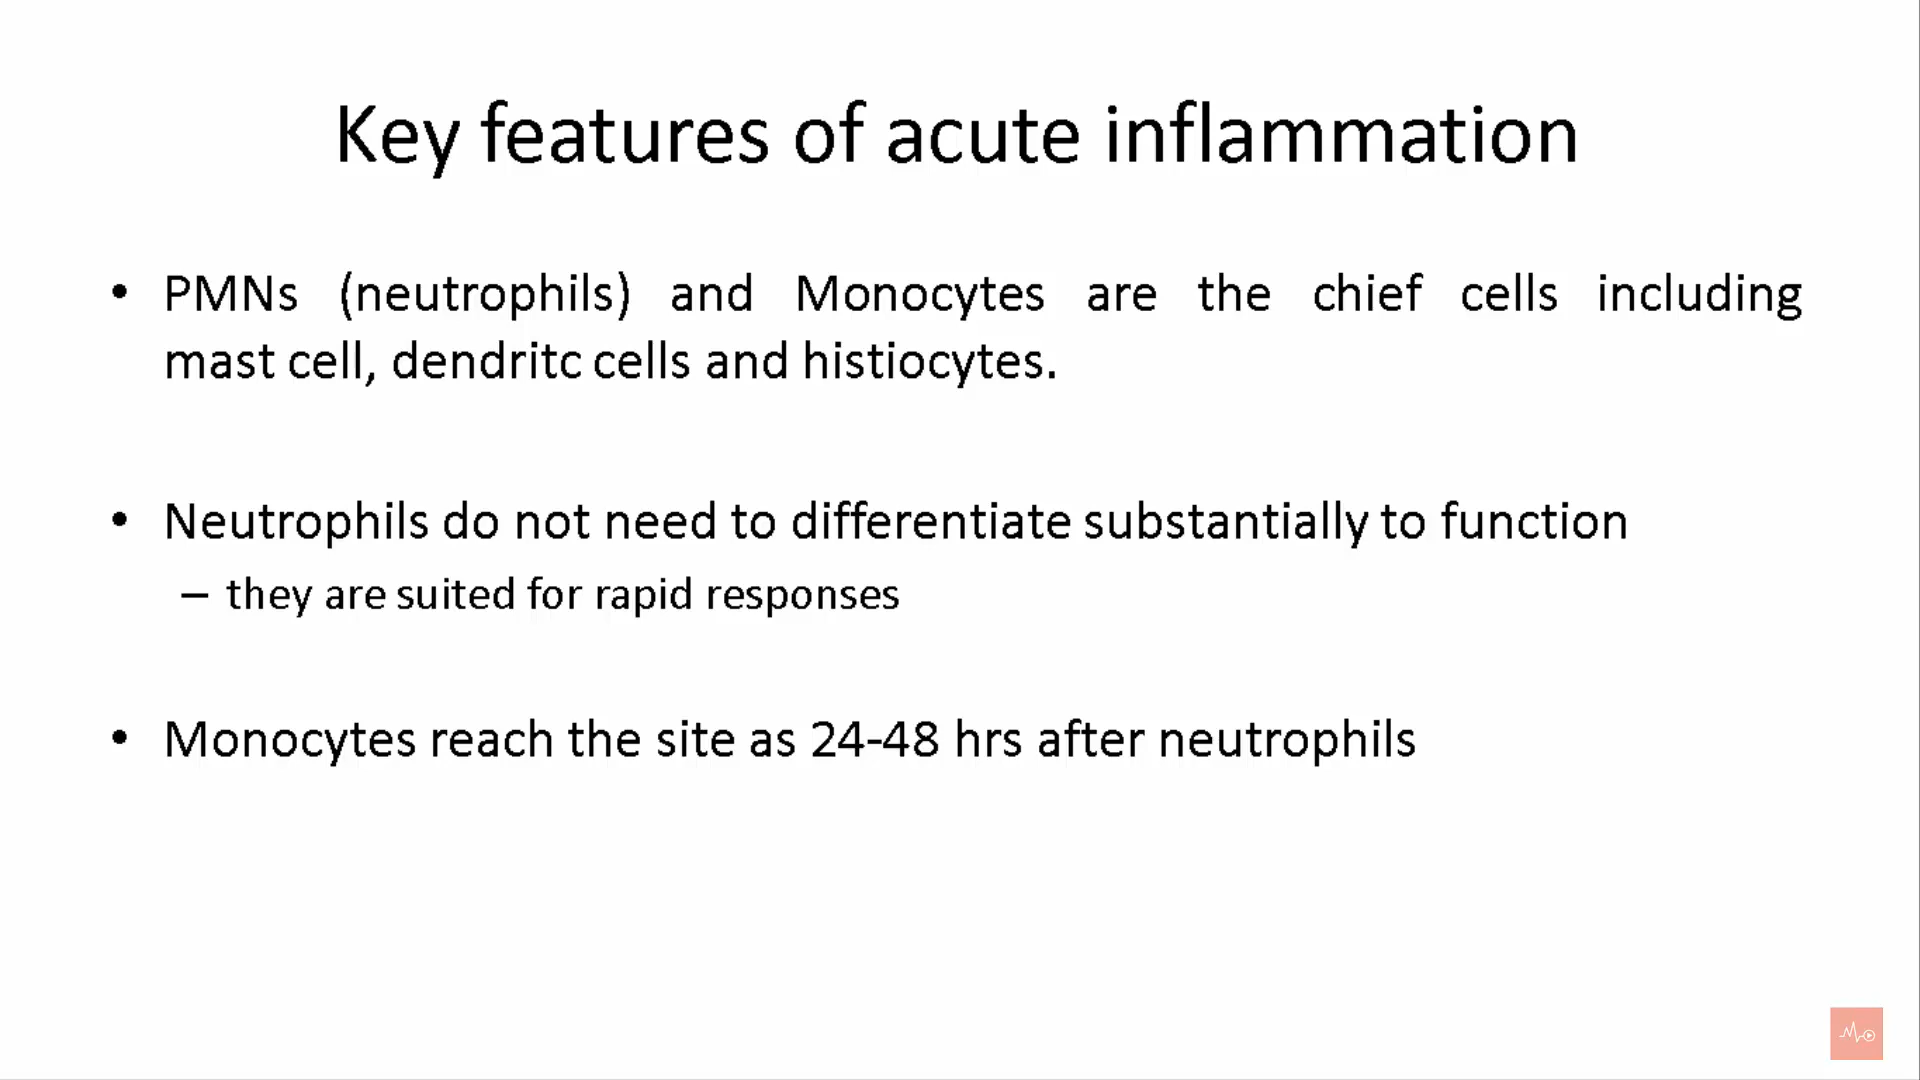 Key features of acute inflammation
• PMNs (neutrophils) and Monocytes are the chief cells including
mast cell, dendritc cells and histiocytes.
• Neutrophils do not need to differentiate substantially to function
– they are suited for rapid responses
• Monocytes reach the site as 24-48 hrs after neutrophils